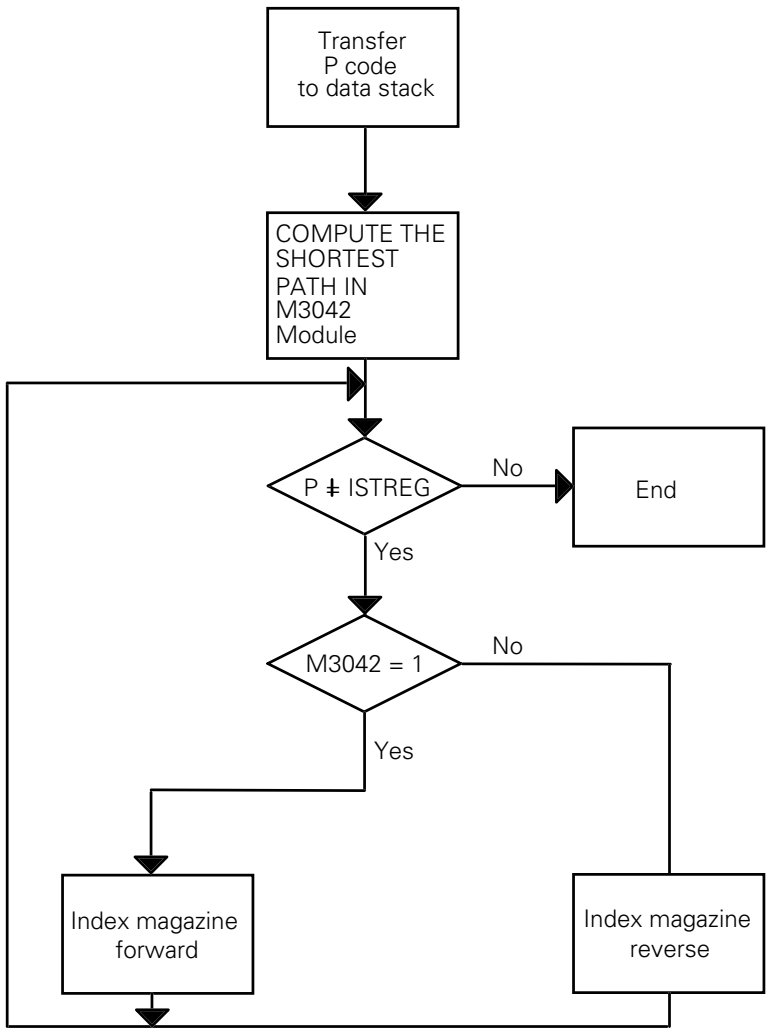 Transfer
P code
to data stack
COMPUTE THE
SHORTEST
PATH IN
M3042
Module
P ǂ ISTREG
No
End
Yes
M3042 = 1
No
Yes
Index magazine
forward
Index magazine
reverse